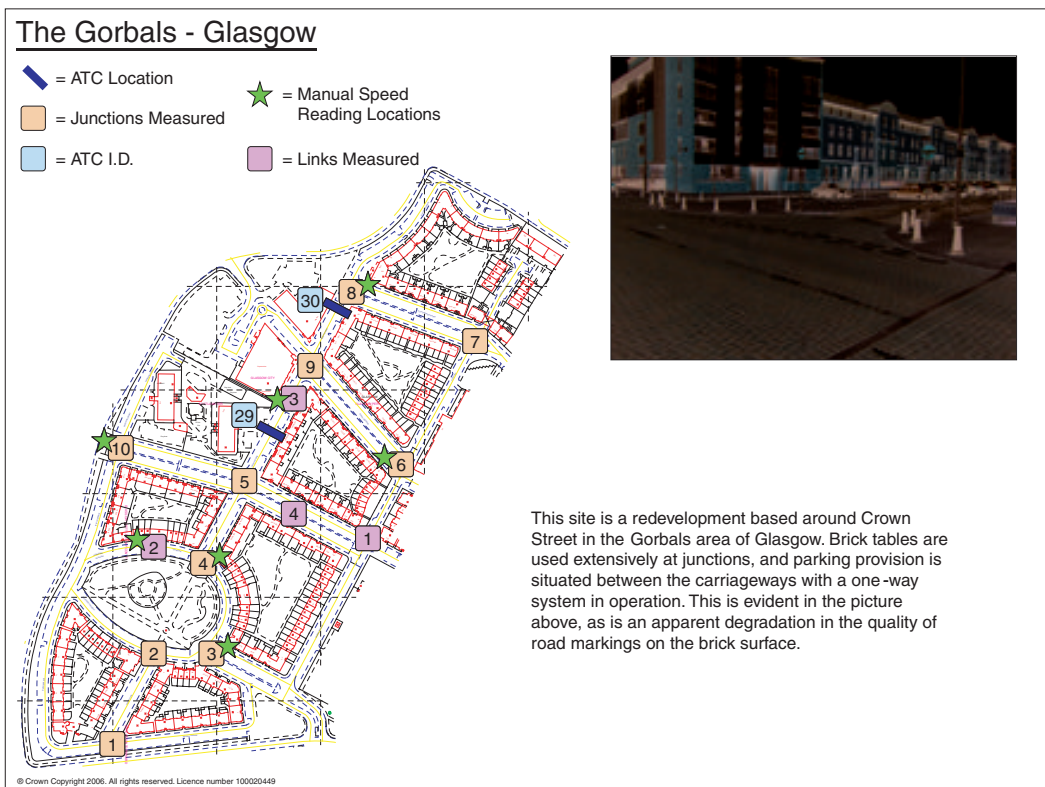 The Gorbals - Glasgow
= ATC Location
= Junctions Measured
= ATC I.D.
= Manual Speed
Reading Locations
= Links Measured
30
8
7
9
3
29
10
6
5
4
1
2
4
2
3
1
This site is a redevelopment based around Crown
Street in the Gorbals area of Glasgow. Brick tables are
used extensively at junctions, and parking provision is
situated between the carriageways with a one-way
system in operation. This is evident in the picture
above, as is an apparent degradation in the quality of
road markings on the brick surface.
© Crown Copyright 2006. All rights reserved. Licence number 100020449